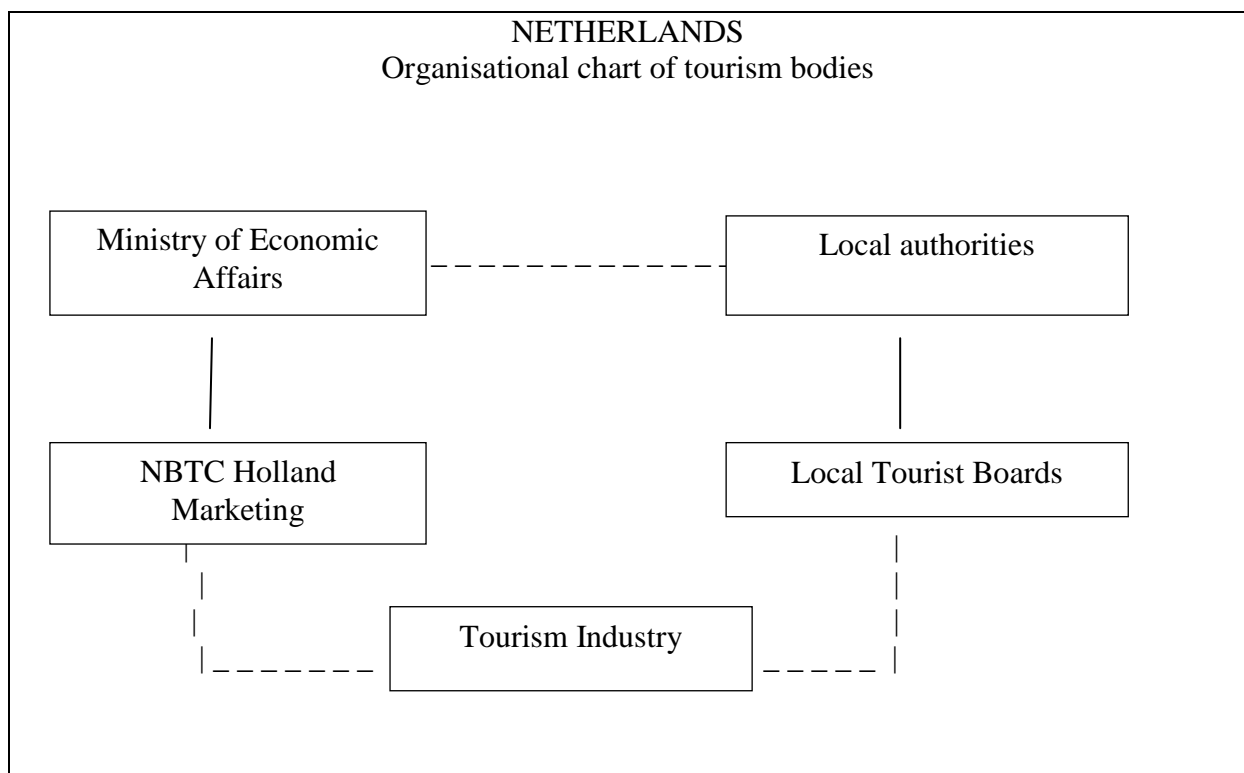 NETHERLANDS
Organisational chart of tourism bodies
Ministry of Economic
Affairs
Local authorities
NBTC Holland
Marketing
Local Tourist Boards
Tourism Industry